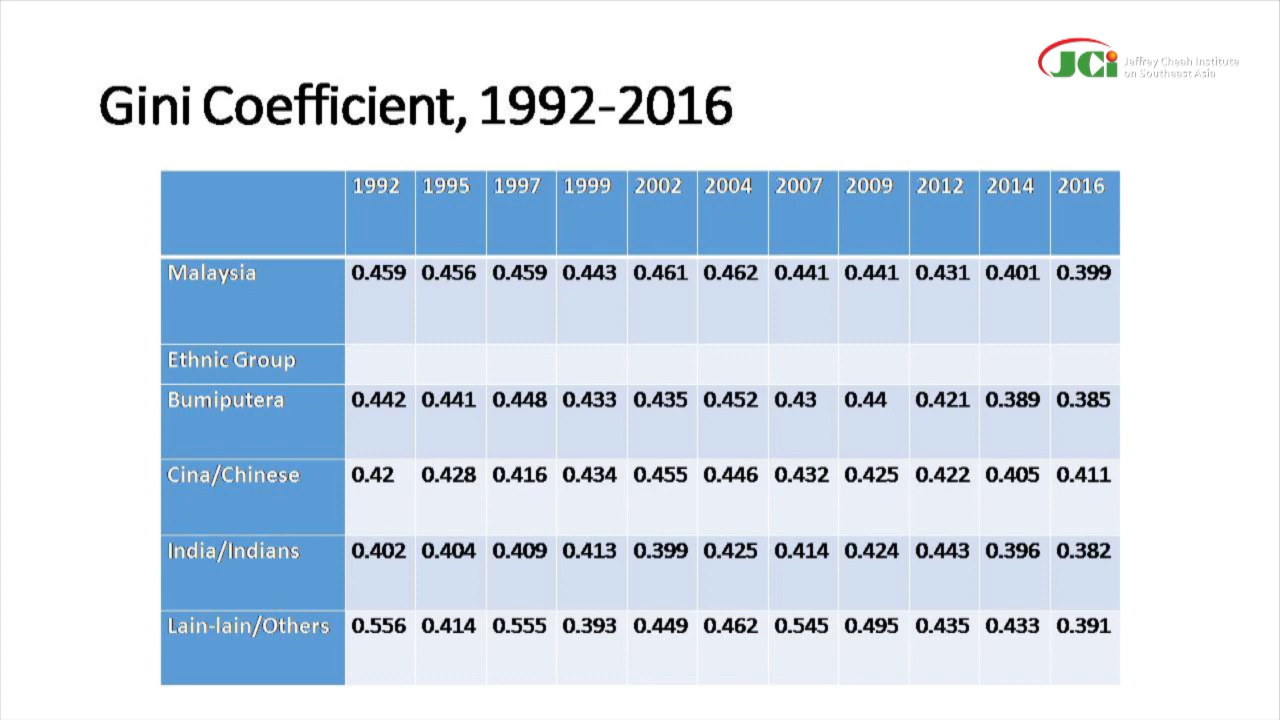 JCi Jeffrey Cheah Institute
on Southeast Asia
Gini Coefficient, 1992-2016
1992 1995 1997 1999 2002 2004 2007 2009 2012 2014 2016
Malaysia 0.459 0.456 0.459 0.443 0.461 0.462 0.441 0.441 0.431 0.401 0.399
Ethnic Group
Bumiputera 0.442 0.441 0.448 0.433 0.435 0.452 0.43 0.44 0.421 0.389 0.385
Cina/Chinese 0.42 0.428 0.416 0.434 0.455 0.446 0.432 0.425 0.422 0.405 0.411
India/Indians 0.402 0.404 0.409 0.413 0.399 0.425 0.414 0.424 0.443 0.396 0.382
Lain-lain/Others 0.556 0.414 0.555 0.393 0.449 0.462 0.545 0.495 0.435 0.433 0.391